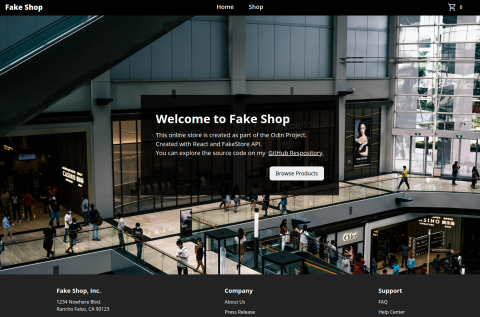 Fake Shop
Home
Shop
0
Welcome to Fake Shop
This online store is created as part of the Odin Project.
Created with React and FakeStore API.
You can explore the source code on my GitHub Repository.
Browse Products
Fake Shop, Inc.
1234 Nowhere Blvd.
Rancho Falso, CA 90123
Company
About Us
Press Release
Support
FAQ
Help Center